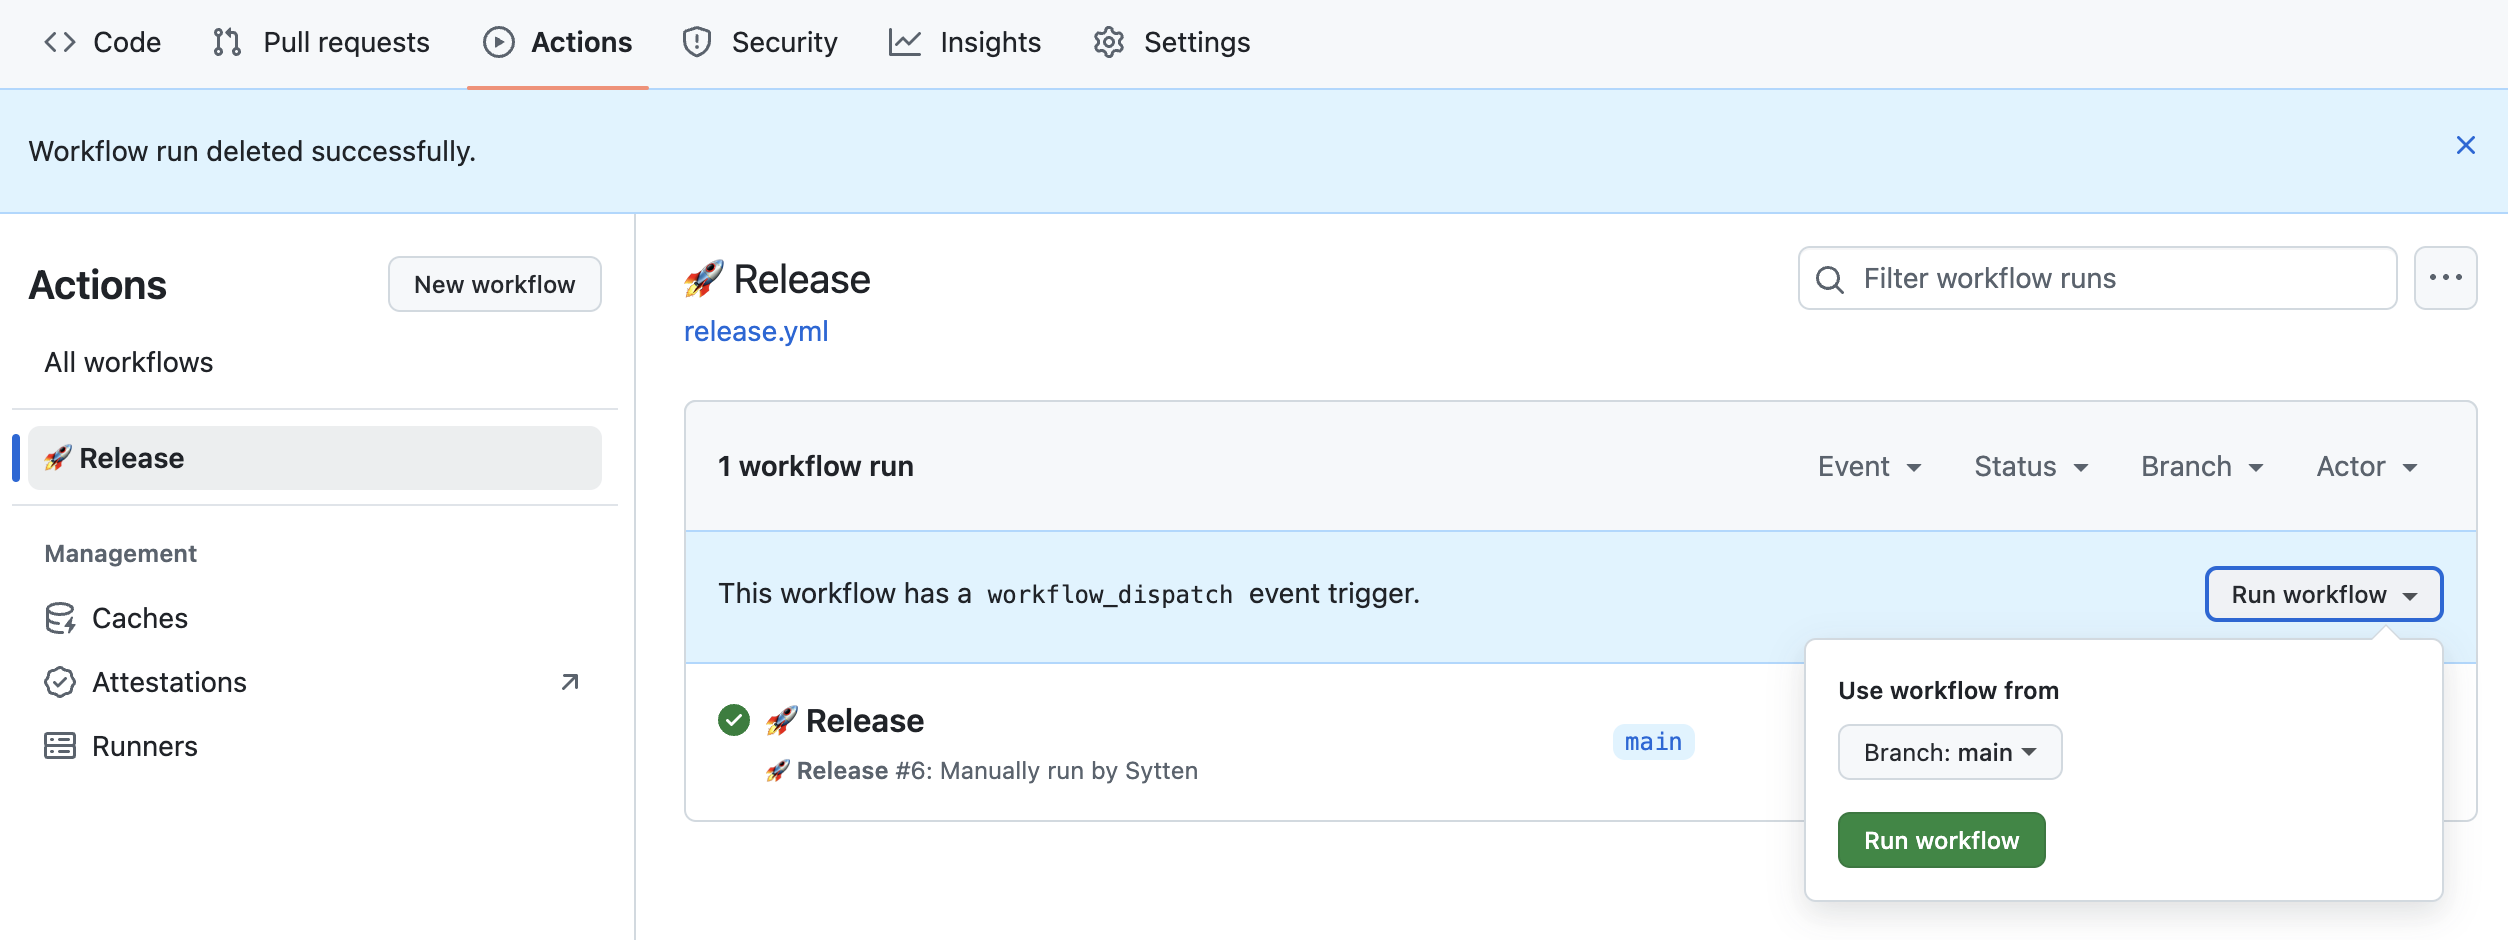 Code Pull requests Actions Security Insights Settings
Workflow run deleted successfully.
Actions
New workflow
All workflows
🚀 Release
Management
Caches
Attestations
Runners
🚀 Release
release.yml
Filter workflow runs
1 workflow run
Event Status Branch Actor
This workflow has a workflow_dispatch event trigger.
Run workflow
Use workflow from
Branch: main
Run workflow
🚀 Release
🚀 Release #6: Manually run by Sytten
main